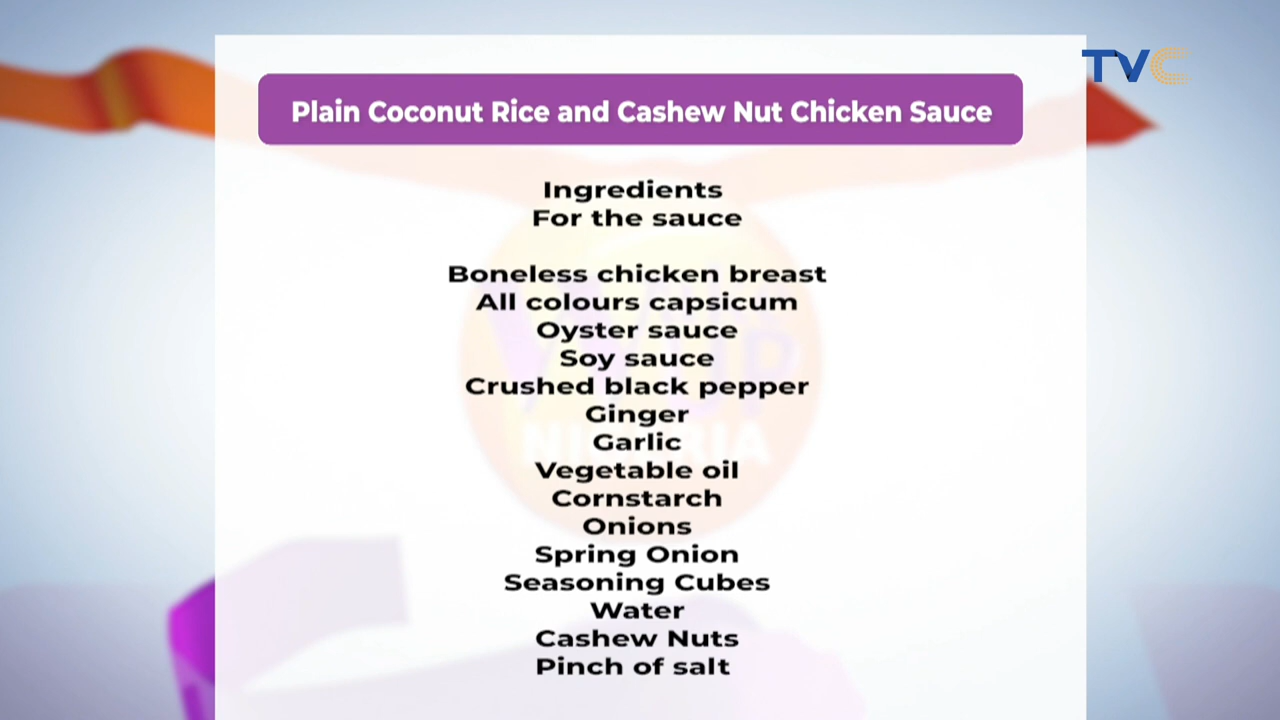 TVC
Plain Coconut Rice and Cashew Nut Chicken Sauce
Ingredients
For the sauce
Boneless chicken breast
All colours capsicum
Oyster sauce
Soy sauce
Crushed black pepper
Ginger
Garlic
Vegetable oil
Cornstarch
Onions
Spring Onion
Seasoning Cubes
Water
Cashew Nuts
Pinch of salt